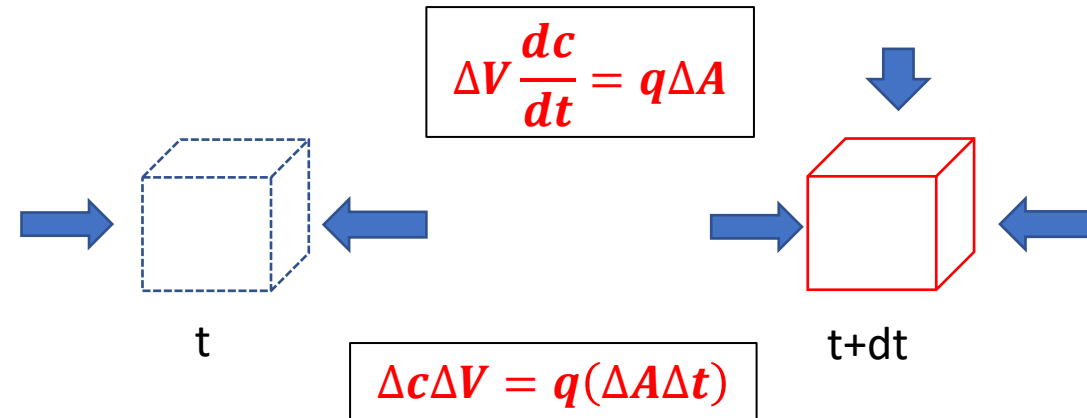 ΔV dc/dt = qΔA
t
t+dt
ΔcΔV = q(ΔAΔt)